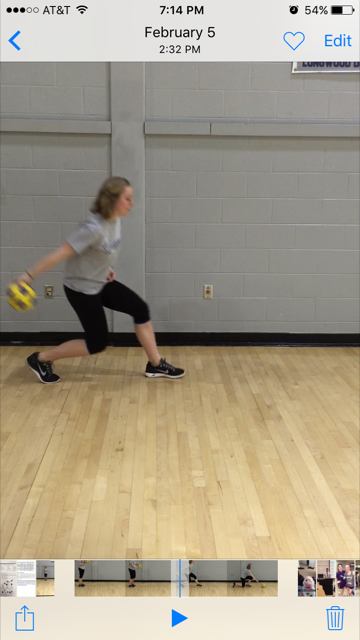 AT&T 7:14 PM 54%
February 5
2:32 PM
Edit
LONGWOOD